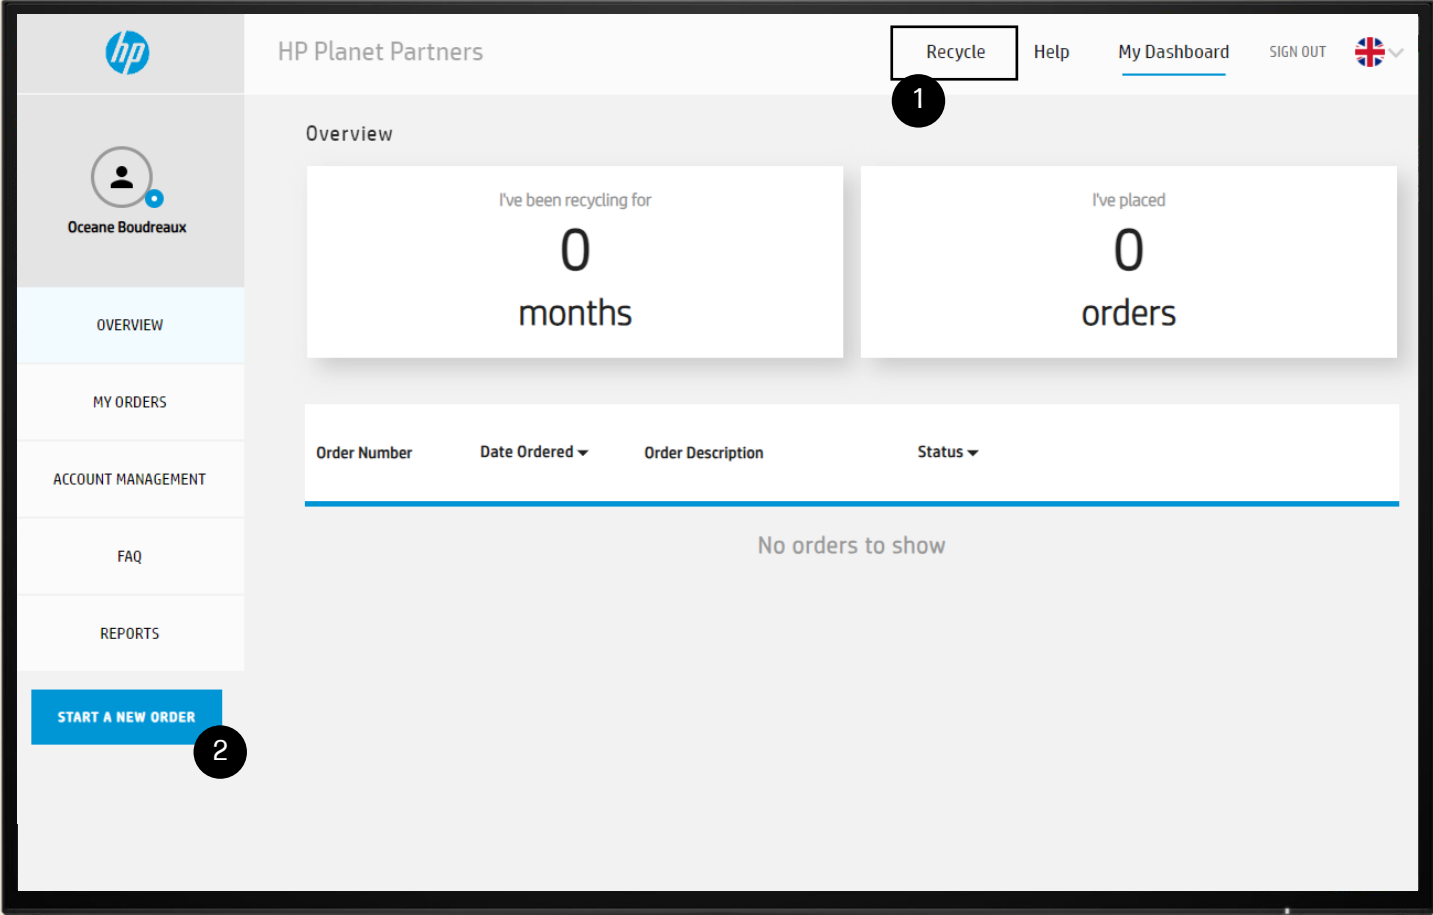 hp
HP Planet Partners
Recycle
Help
My Dashboard
SIGN OUT
1
Oceane Boudreaux
OVERVIEW
MY ORDERS
ACCOUNT MANAGEMENT
FAQ
REPORTS
START A NEW ORDER
2
Overview
I've been recycling for
0
months
I've placed
0
orders
Order Number
Date Ordered
Order Description
Status
No orders to show